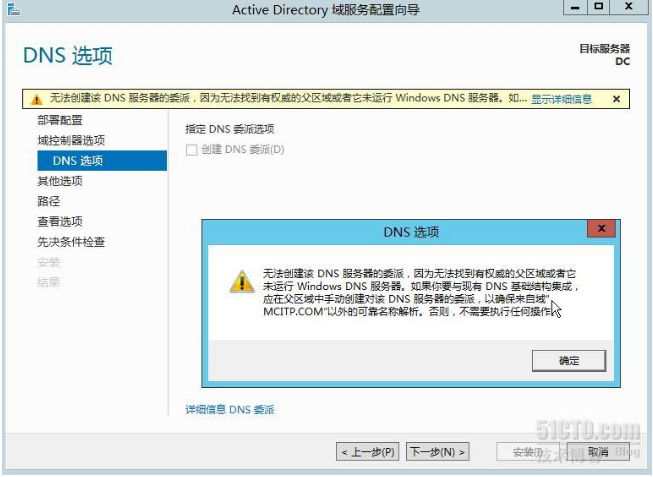 Active Directory 域服务配置向导
DNS 选项
目标服务器
DC
无法创建该 DNS 服务器的委派，因为无法找到有权威的父区域或者它未运行 Windows DNS 服务器。如... 显示详细信息
部署配置
域控制器选项
DNS 选项
其他选项
路径
查看选项
先决条件检查
安装
结果
指定 DNS 委派选项
创建 DNS 委派(D)
DNS 选项
无法创建该 DNS 服务器的委派，因为无法找到有权威的父区域或者它
未运行 Windows DNS 服务器。如果你要与现有 DNS 基础结构集成，
应在父区域中手动创建对该 DNS 服务器的委派，以确保来自域"
MCITP.COM"以外的可靠名称解析。否则，不需要执行任何操作。
确定
详细信息 DNS 委派
< 上一步(P)
下一步(N) >
安装(I)
取消
51CTO.com
技术博客 Blog